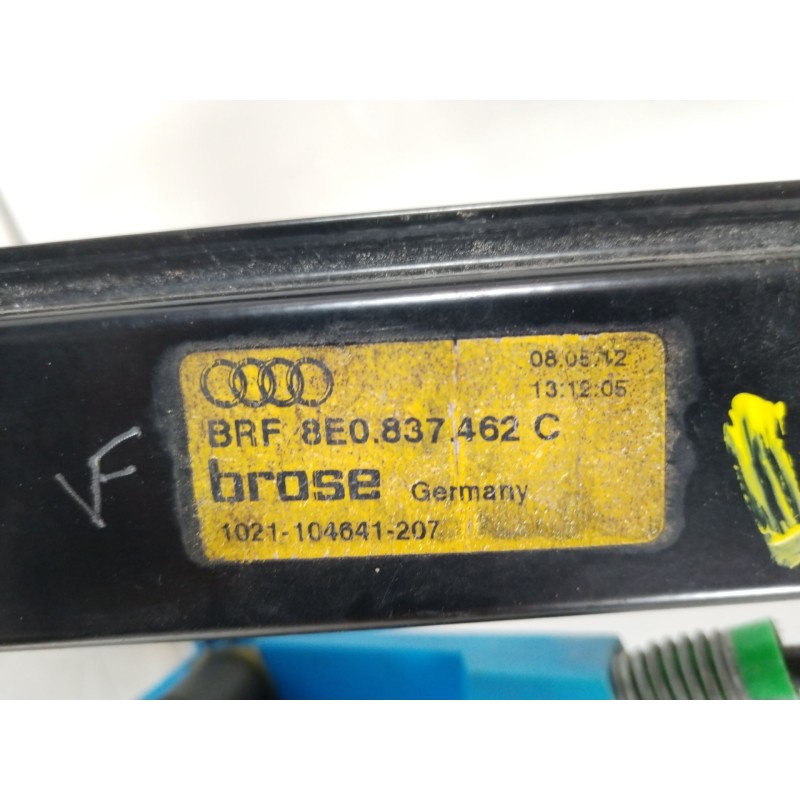 08.05.12
13:12:05
BRF 8E0.837.462 C
brose Germany
1021-104641-207
VF